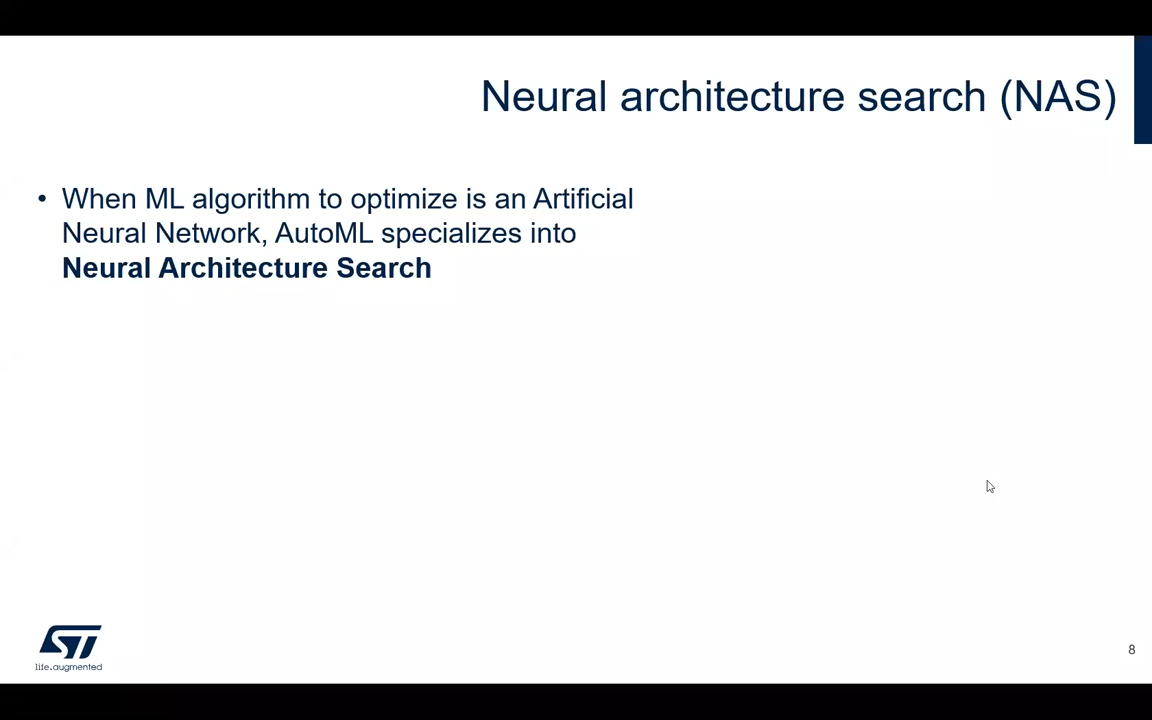 Neural architecture search (NAS)
• When ML algorithm to optimize is an Artificial
Neural Network, AutoML specializes into
Neural Architecture Search
ST
life.augmented
8